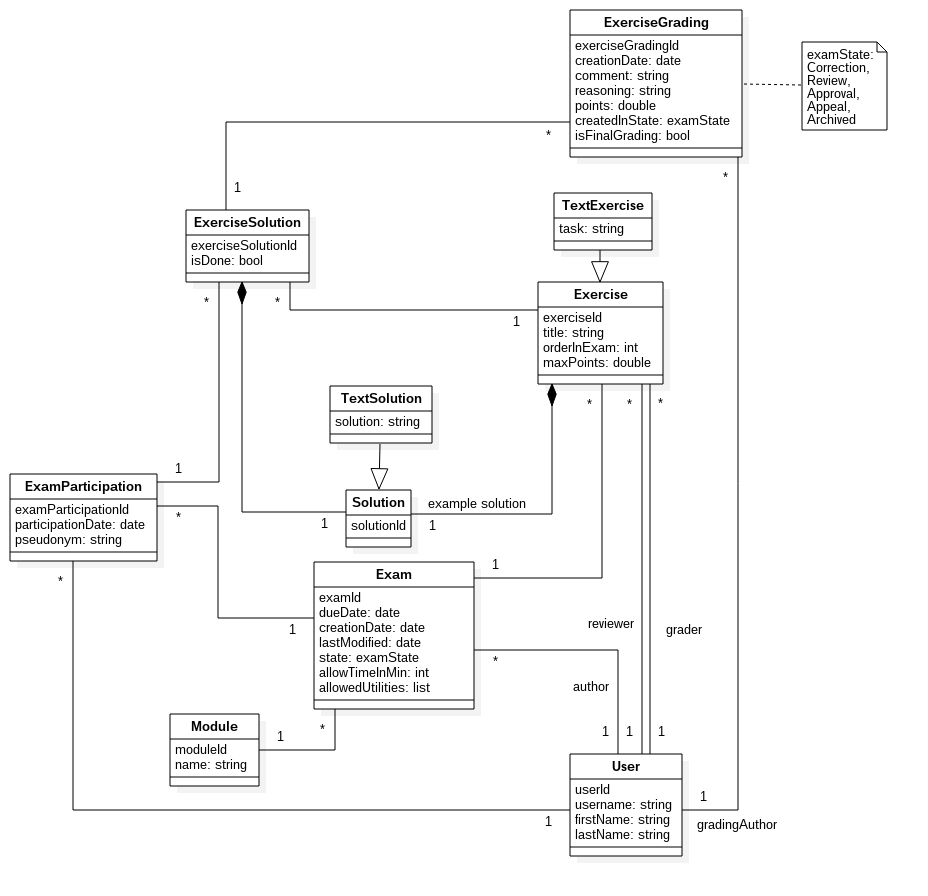 ExerciseGrading
exerciseGradingId
creationDate: date
comment: string
reasoning: string
points: double
createdInState: examState
isFinalGrading: bool
examState:
Correction,
Review,
Approval,
Appeal,
Archived
*
1
*
ExerciseSolution
exerciseSolutionId
isDone: bool
TextExercise
task: string
*
*
1
Exercise
exerciseId
title: string
orderInExam: int
maxPoints: double
*
*
*
TextSolution
solution: string
1
ExamParticipation
examParticipationId
participationDate: date
pseudonym: string
*
Solution
solutionId
example solution
1
1
*
1
Exam
examId
dueDate: date
creationDate: date
lastModified: date
state: examState
allowTimeInMin: int
allowedUtilities: list
1
*
reviewer
grader
author
Module
moduleId
name: string
1
*
1
1
1
User
userId
username: string
firstName: string
lastName: string
1
1
gradingAuthor